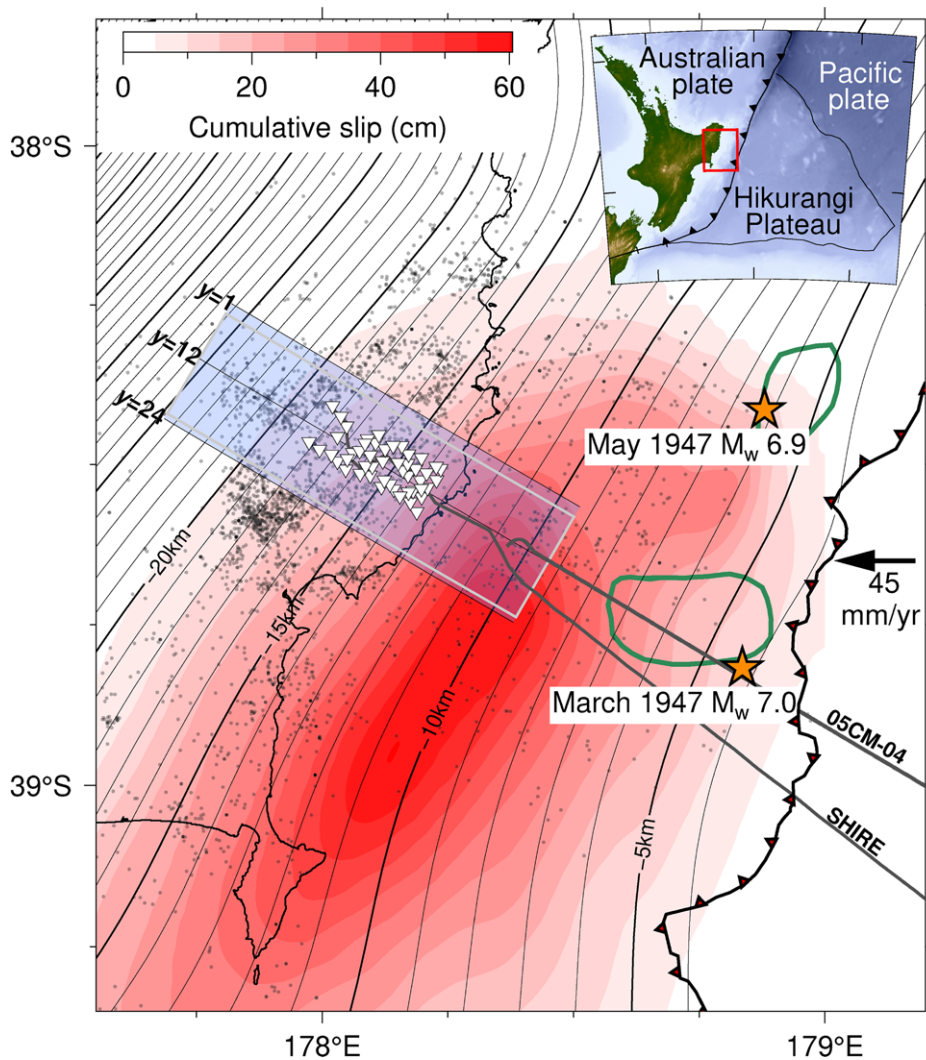 0 20 40 60
Cumulative slip (cm)
Australian
plate
Pacific
plate
Hikurangi
Plateau
38°S
y=1
y=12
y=24
May 1947 Mw 6.9
−20km
−15km
−10km
−5km
45
mm/yr
March 1947 Mw 7.0
05CM-04
SHIRE
39°S
178°E
179°E